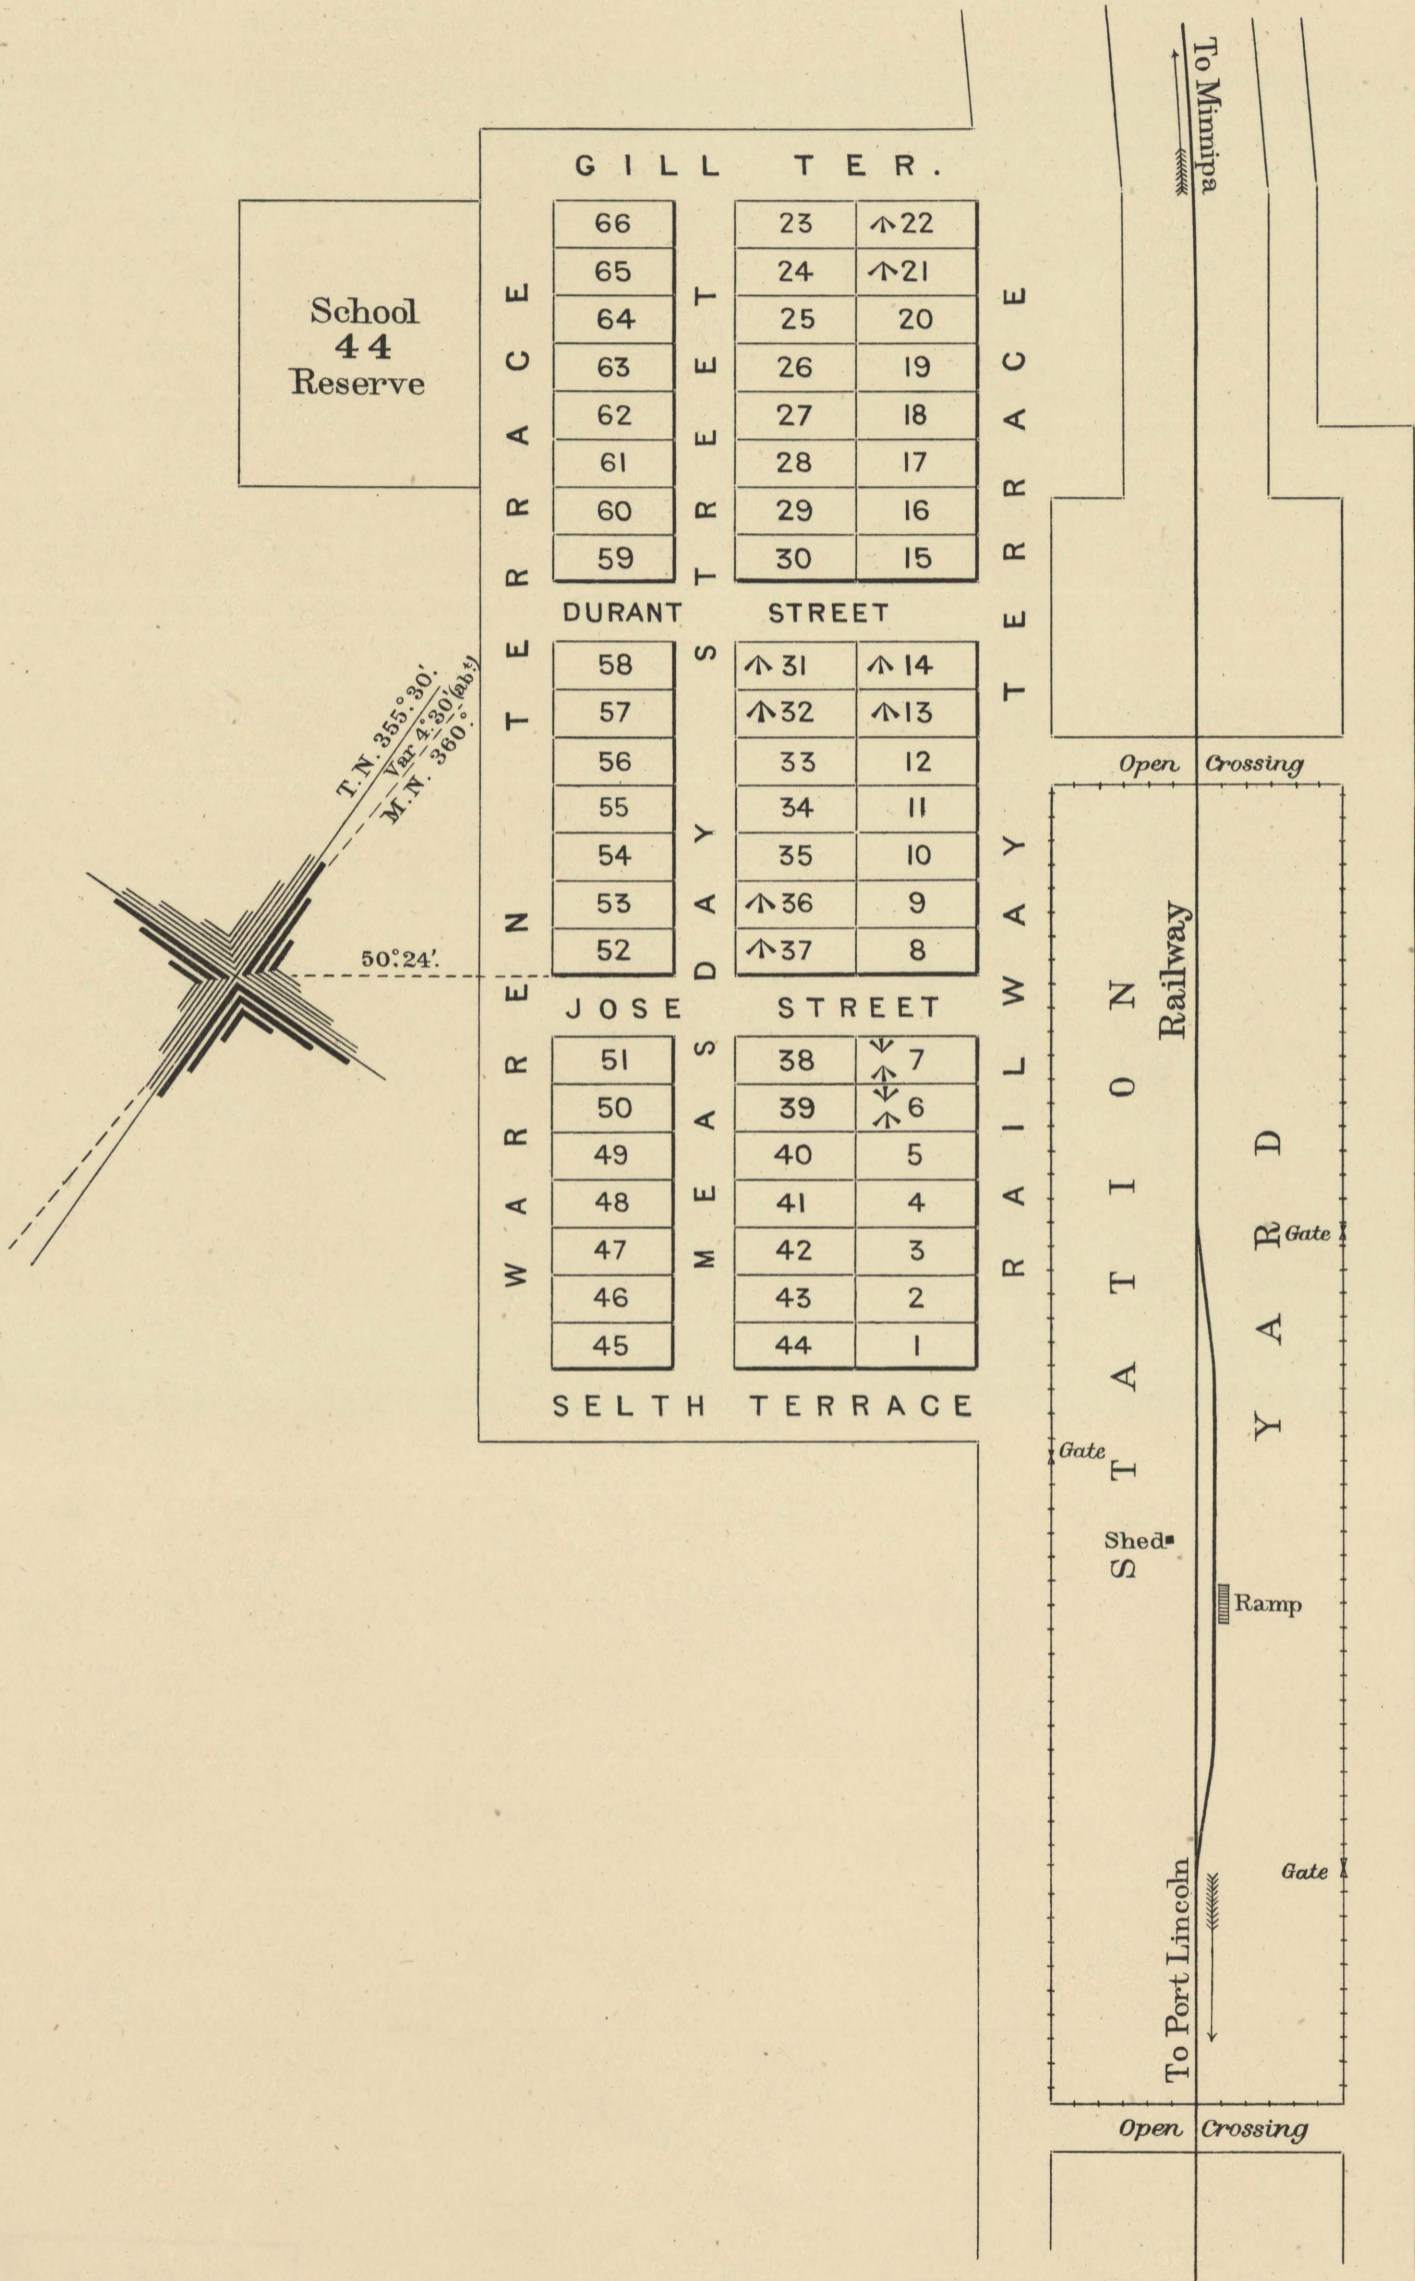 To Minnipa
GILL TER.
School
44
Reserve
WARREN TERRACE
MEASDAYS STREET
RAILWAY TERRACE
66 23 22
65 24 21
64 25 20
63 26 19
62 27 18
61 28 17
60 29 16
59 30 15
DURANT STREET
58 31 14
57 32 13
56 33 12
55 34 11
54 35 10
53 36 9
52 37 8
T.N. 355.°30.'
Var 4.°30'(ab.t)
M.N. 360.°
50.°24'.
JOSE STREET
51 38 7
50 39 6
49 40 5
48 41 4
47 42 3
46 43 2
45 44 1
SELTH TERRACE
Open Crossing
Railway
STATION YARD
Gate
Gate
Shed
Ramp
Gate
To Port Lincoln
Open Crossing